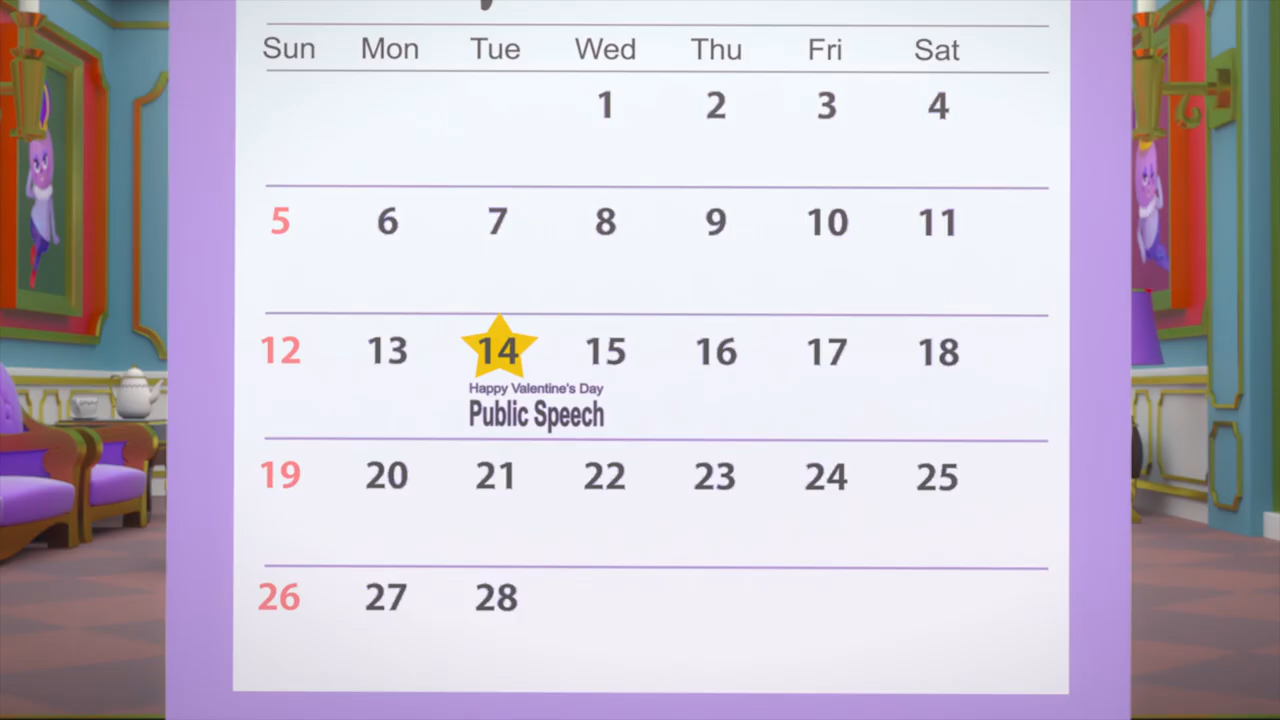 Sun Mon Tue Wed Thu Fri Sat
1 2 3 4
5 6 7 8 9 10 11
12 13 14 15 16 17 18
Happy Valentine's Day
Public Speech
19 20 21 22 23 24 25
26 27 28